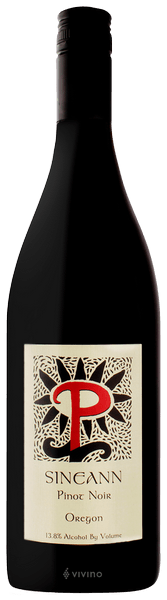 P
SINEANN
Pinot Noir
Oregon
13.8% Alcohol By Volume
VIVINO